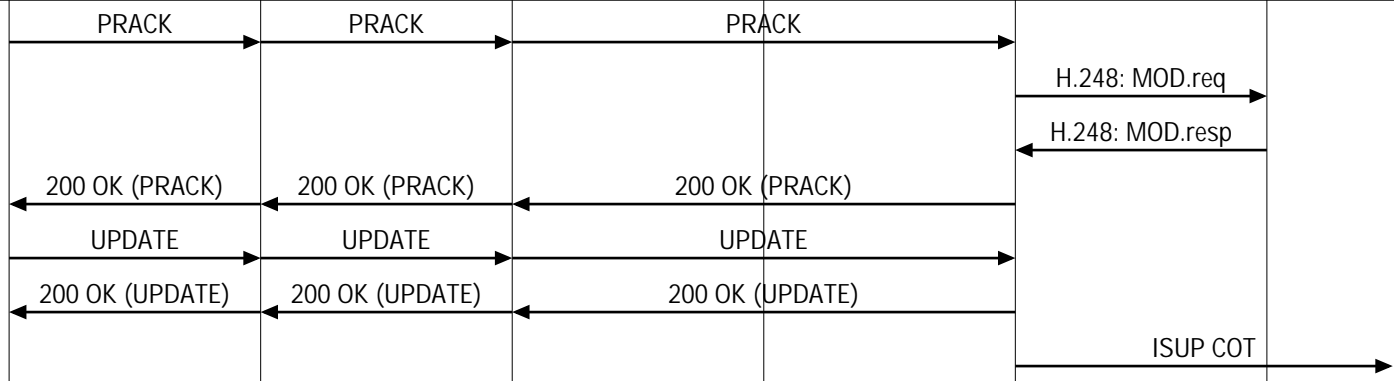 PRACK PRACK PRACK
H.248: MOD.req
H.248: MOD.resp
200 OK (PRACK) 200 OK (PRACK) 200 OK (PRACK)
UPDATE UPDATE UPDATE
200 OK (UPDATE) 200 OK (UPDATE) 200 OK (UPDATE)
ISUP COT